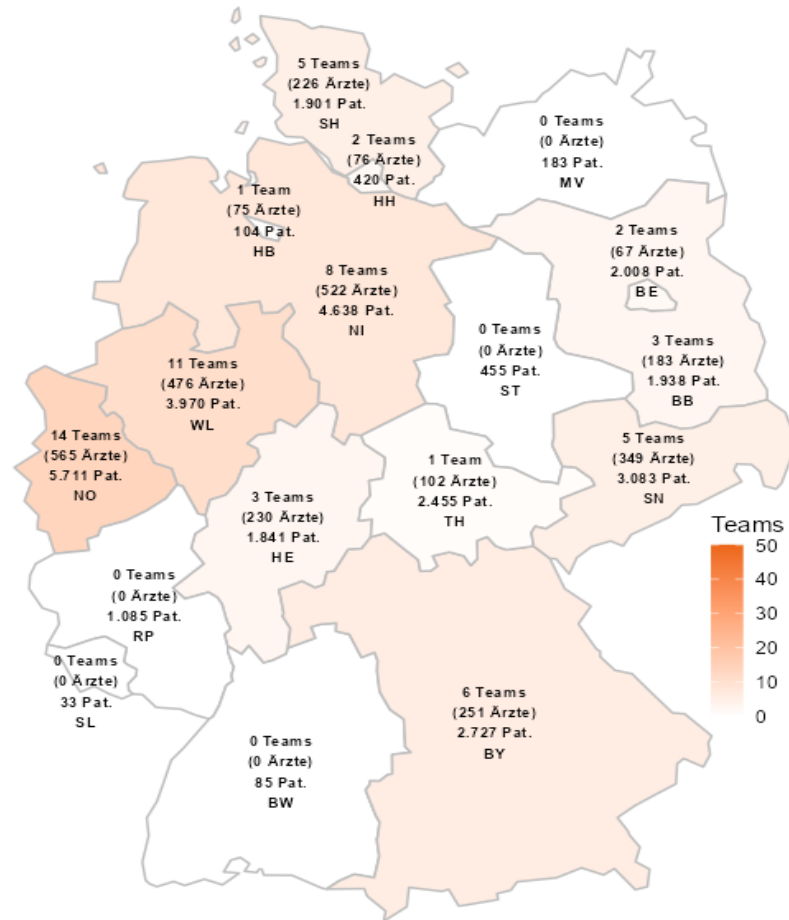 5 Teams
(226 Ärzte)
1.901 Pat.
SH
2 Teams
(76 Ärzte)
420 Pat.
HH
0 Teams
(0 Ärzte)
183 Pat.
MV
1 Team
(75 Ärzte)
104 Pat.
HB
2 Teams
(67 Ärzte)
2.008 Pat.
BE
8 Teams
(522 Ärzte)
4.638 Pat.
NI
0 Teams
(0 Ärzte)
455 Pat.
ST
3 Teams
(183 Ärzte)
1.938 Pat.
BB
11 Teams
(476 Ärzte)
3.970 Pat.
WL
14 Teams
(565 Ärzte)
5.711 Pat.
NO
5 Teams
(349 Ärzte)
3.083 Pat.
SN
1 Team
(102 Ärzte)
2.455 Pat.
TH
3 Teams
(230 Ärzte)
1.841 Pat.
HE
0 Teams
(0 Ärzte)
1.085 Pat.
RP
0 Teams
(0 Ärzte)
33 Pat.
SL
6 Teams
(251 Ärzte)
2.727 Pat.
BY
0 Teams
(0 Ärzte)
85 Pat.
BW
Teams
50
40
30
20
10
0